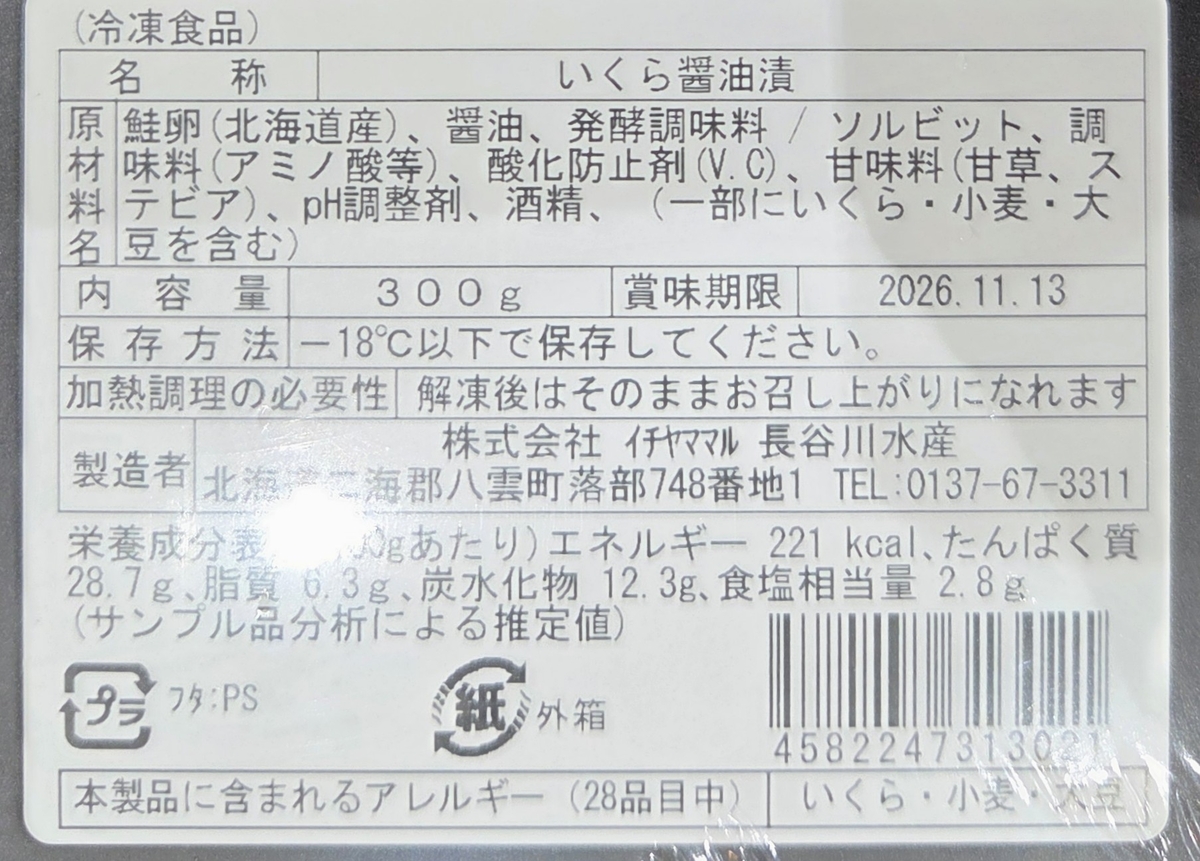 (冷凍食品)
名称 いくら醤油漬
原材料名 鮭卵(北海道産)、醤油、発酵調味料 / ソルビット、調
味料(アミノ酸等)、酸化防止剤(V.C)、甘味料(甘草、ス
テビア)、pH調整剤、酒精、(一部にいくら・小麦・大
豆を含む)
内容量 300g 賞味期限 2026.11.13
保存方法 -18℃以下で保存してください。
加熱調理の必要性 解凍後はそのままお召し上がりになれます
製造者 株式会社 イチヤママル 長谷川水産
北海道二海郡八雲町落部748番地1 TEL:0137-67-3311
栄養成分表 gあたり)エネルギー 221 kcal、たんぱく質
28.7g、脂質 6.3g、炭水化物 12.3g、食塩相当量 2.8g
(サンプル品分析による推定値)
プラ フタ:PS 紙 外箱
4582247313021
本製品に含まれるアレルギー(28品目中) いくら・小麦・大豆